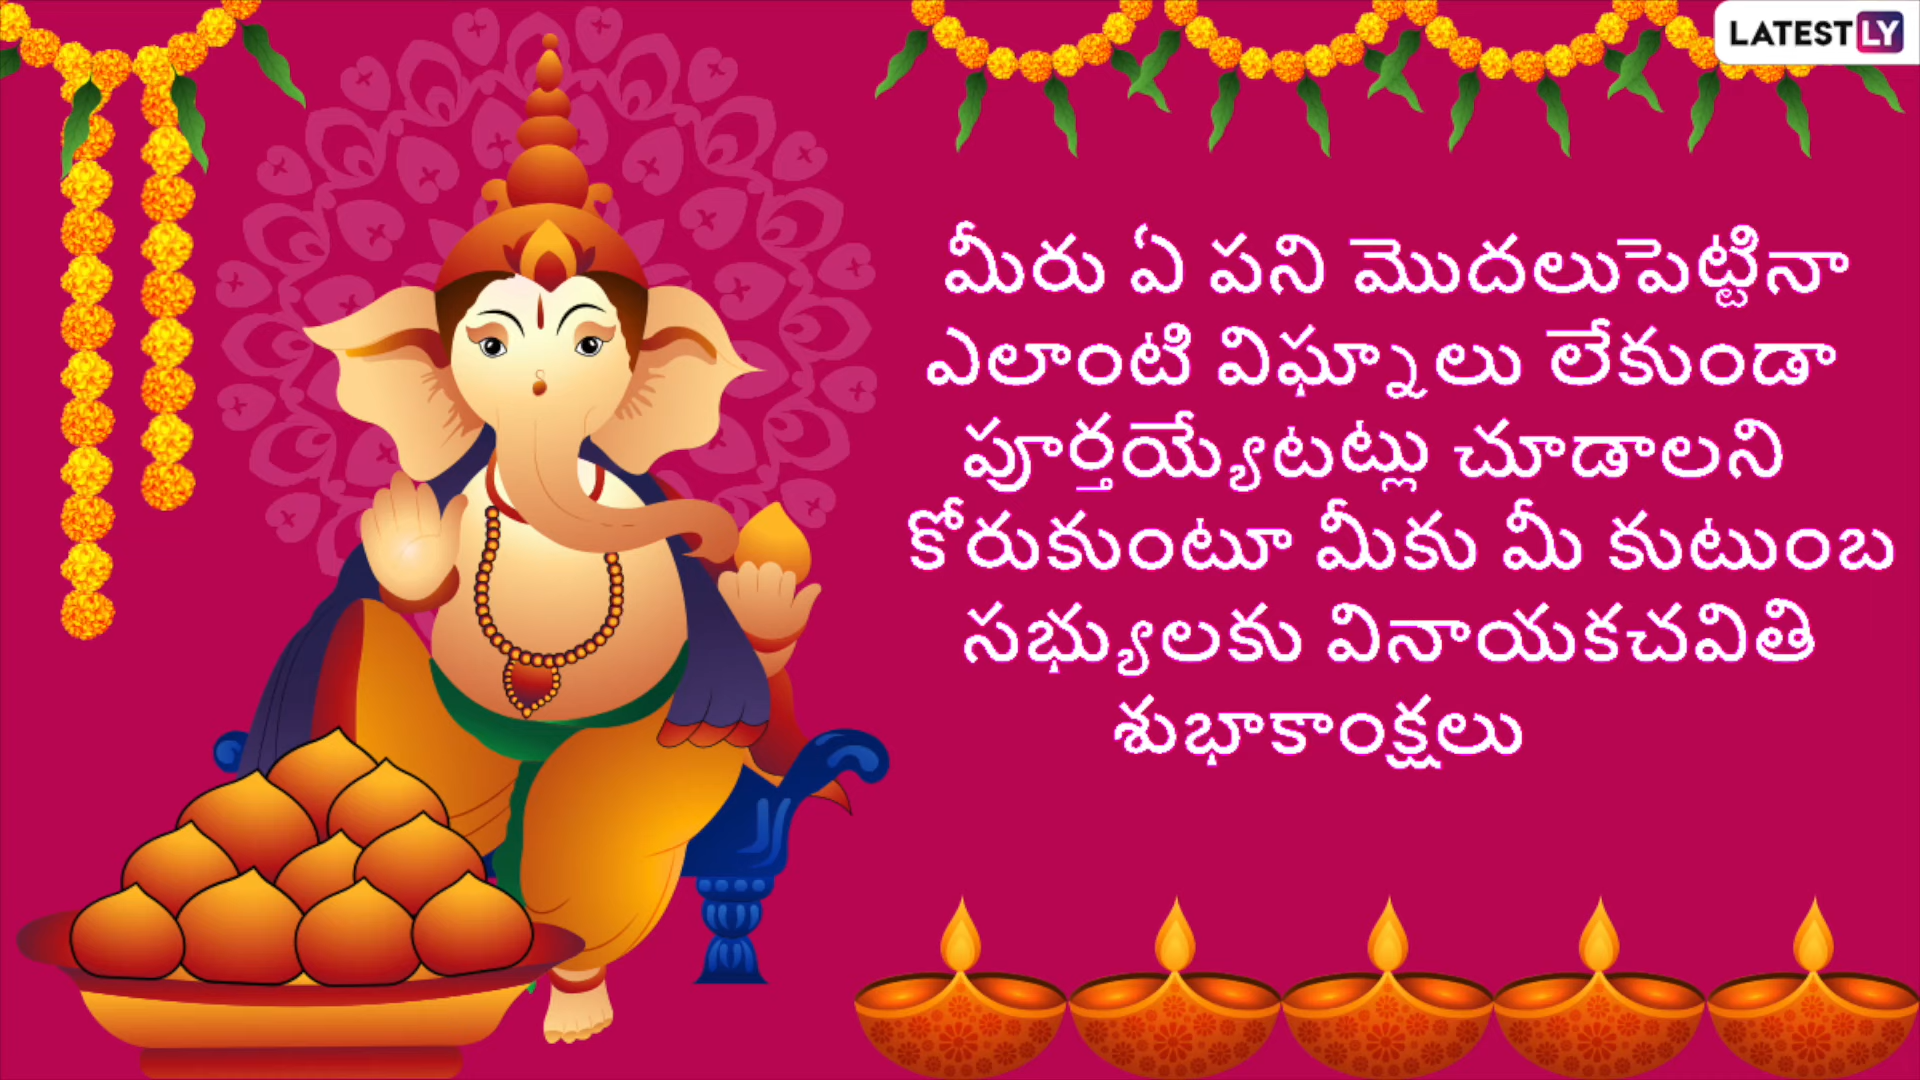 LATESTLY
మీరు ఏ పని మొదలుపెట్టినా
ఎలాంటి విఘ్నాలు లేకుండా
పూర్తయ్యేటట్లు చూడాలని
కోరుకుంటూ మీకు మీ కుటుంబ
సభ్యులకు వినాయకచవితి
శుభాకాంక్షలు